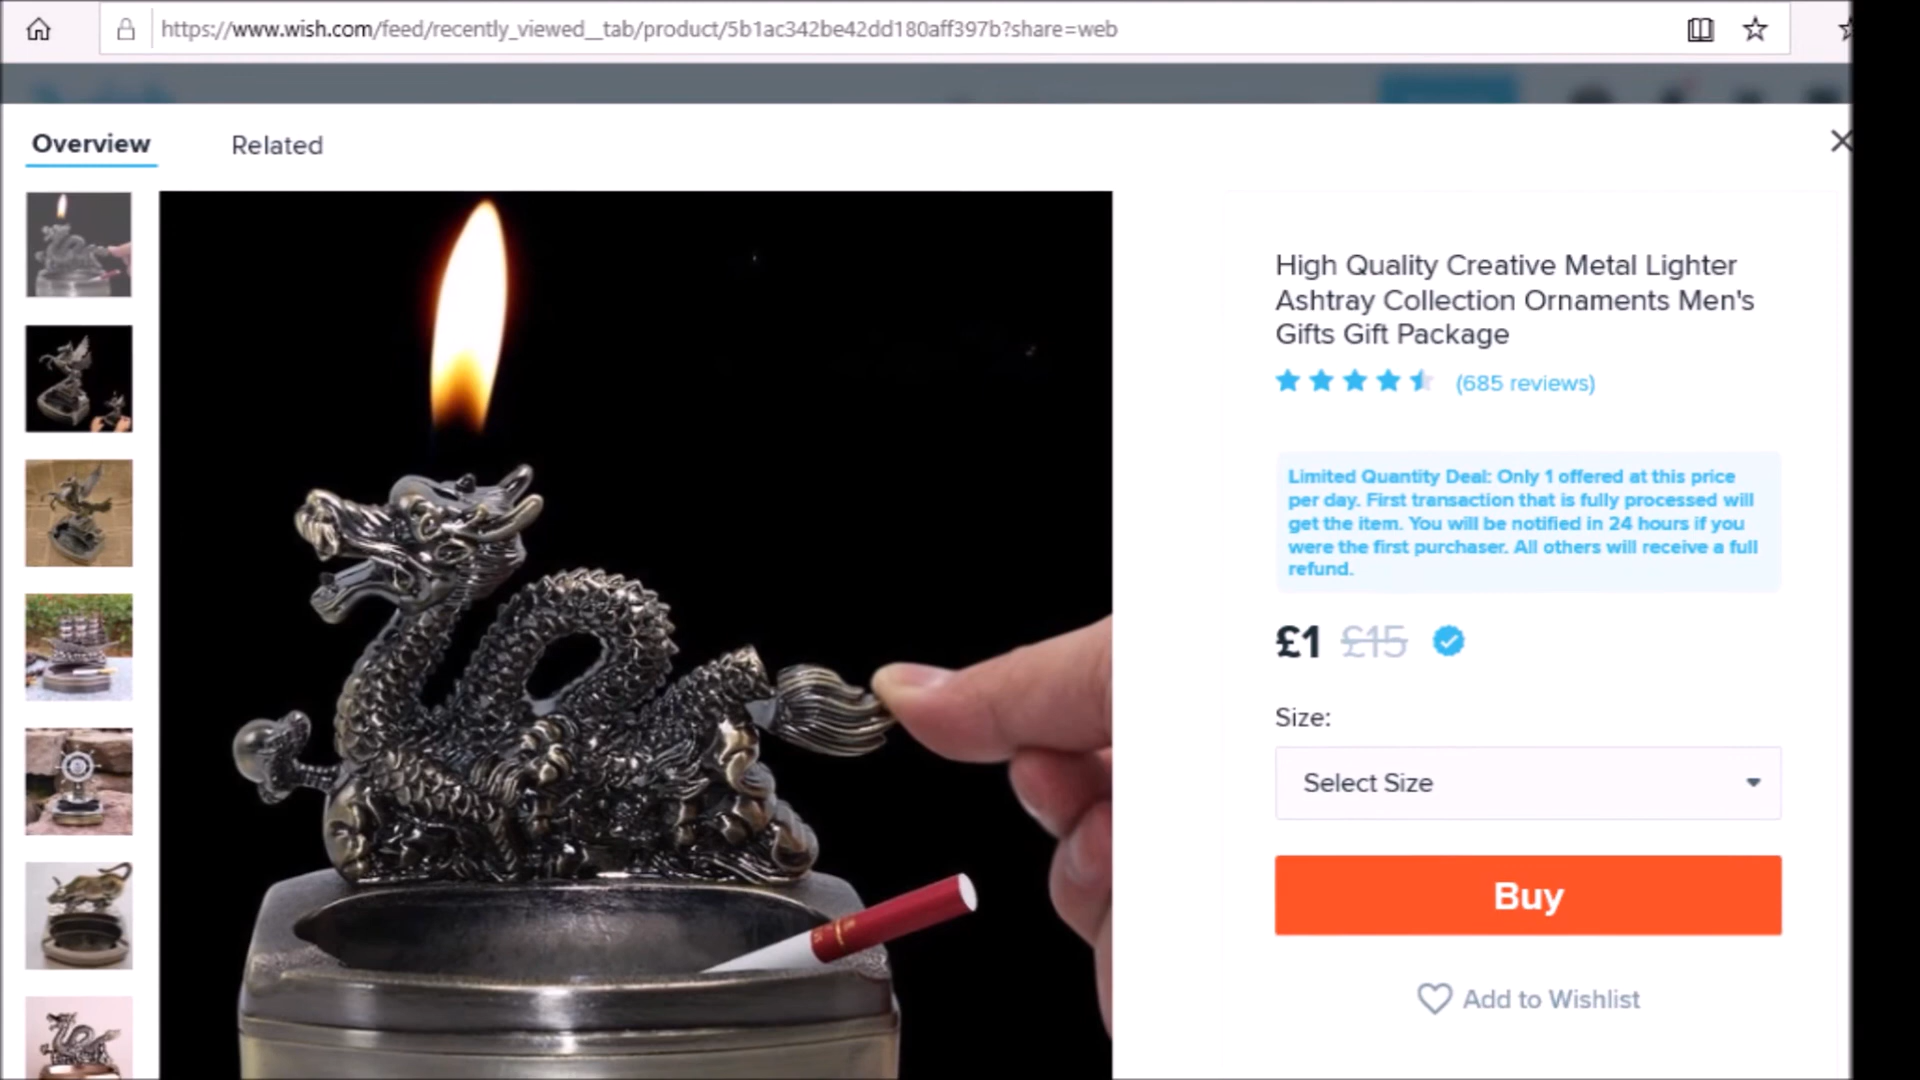 https://www.wish.com/feed/recently_viewed__tab/product/5b1ac342be42dd180aff397b?share=web
Overview
Related
High Quality Creative Metal Lighter
Ashtray Collection Ornaments Men's
Gifts Gift Package
(685 reviews)
Limited Quantity Deal: Only 1 offered at this price
per day. First transaction that is fully processed will
get the item. You will be notified in 24 hours if you
were the first purchaser. All others will receive a full
refund.
£1 £15
Size:
Select Size
Buy
Add to Wishlist